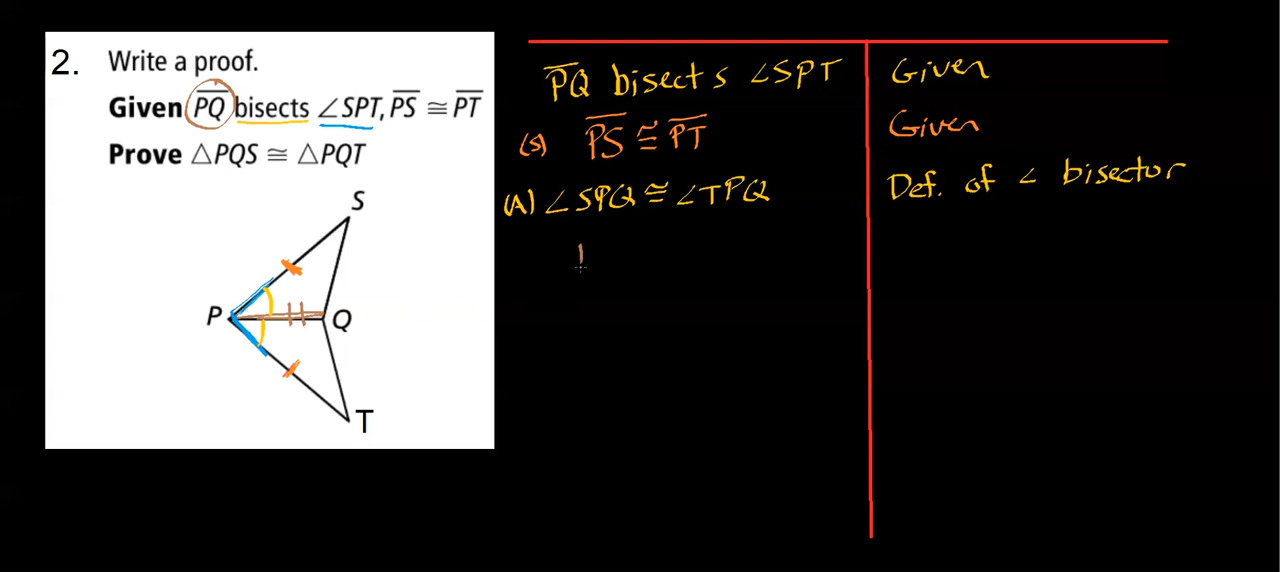 2. Write a proof.
Given PQ bisects ∠SPT, PS ≅ PT
Prove △PQS ≅ △PQT
S
P
Q
T
PQ bisects ∠SPT Given
(S) PS ≅ PT Given
(A) ∠SPQ ≅ ∠TPQ Def. of ∠ bisector